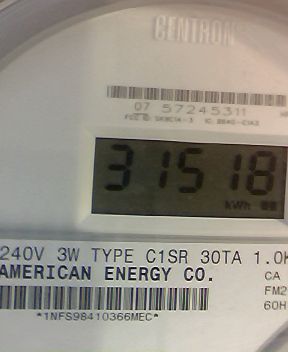 CENTRON
07 57245311
31518
kWh
240V 3W TYPE C1SR 30TA 1.0K
AMERICAN ENERGY CO.
CA
FM2
60H
*1NFS98410366MEC*